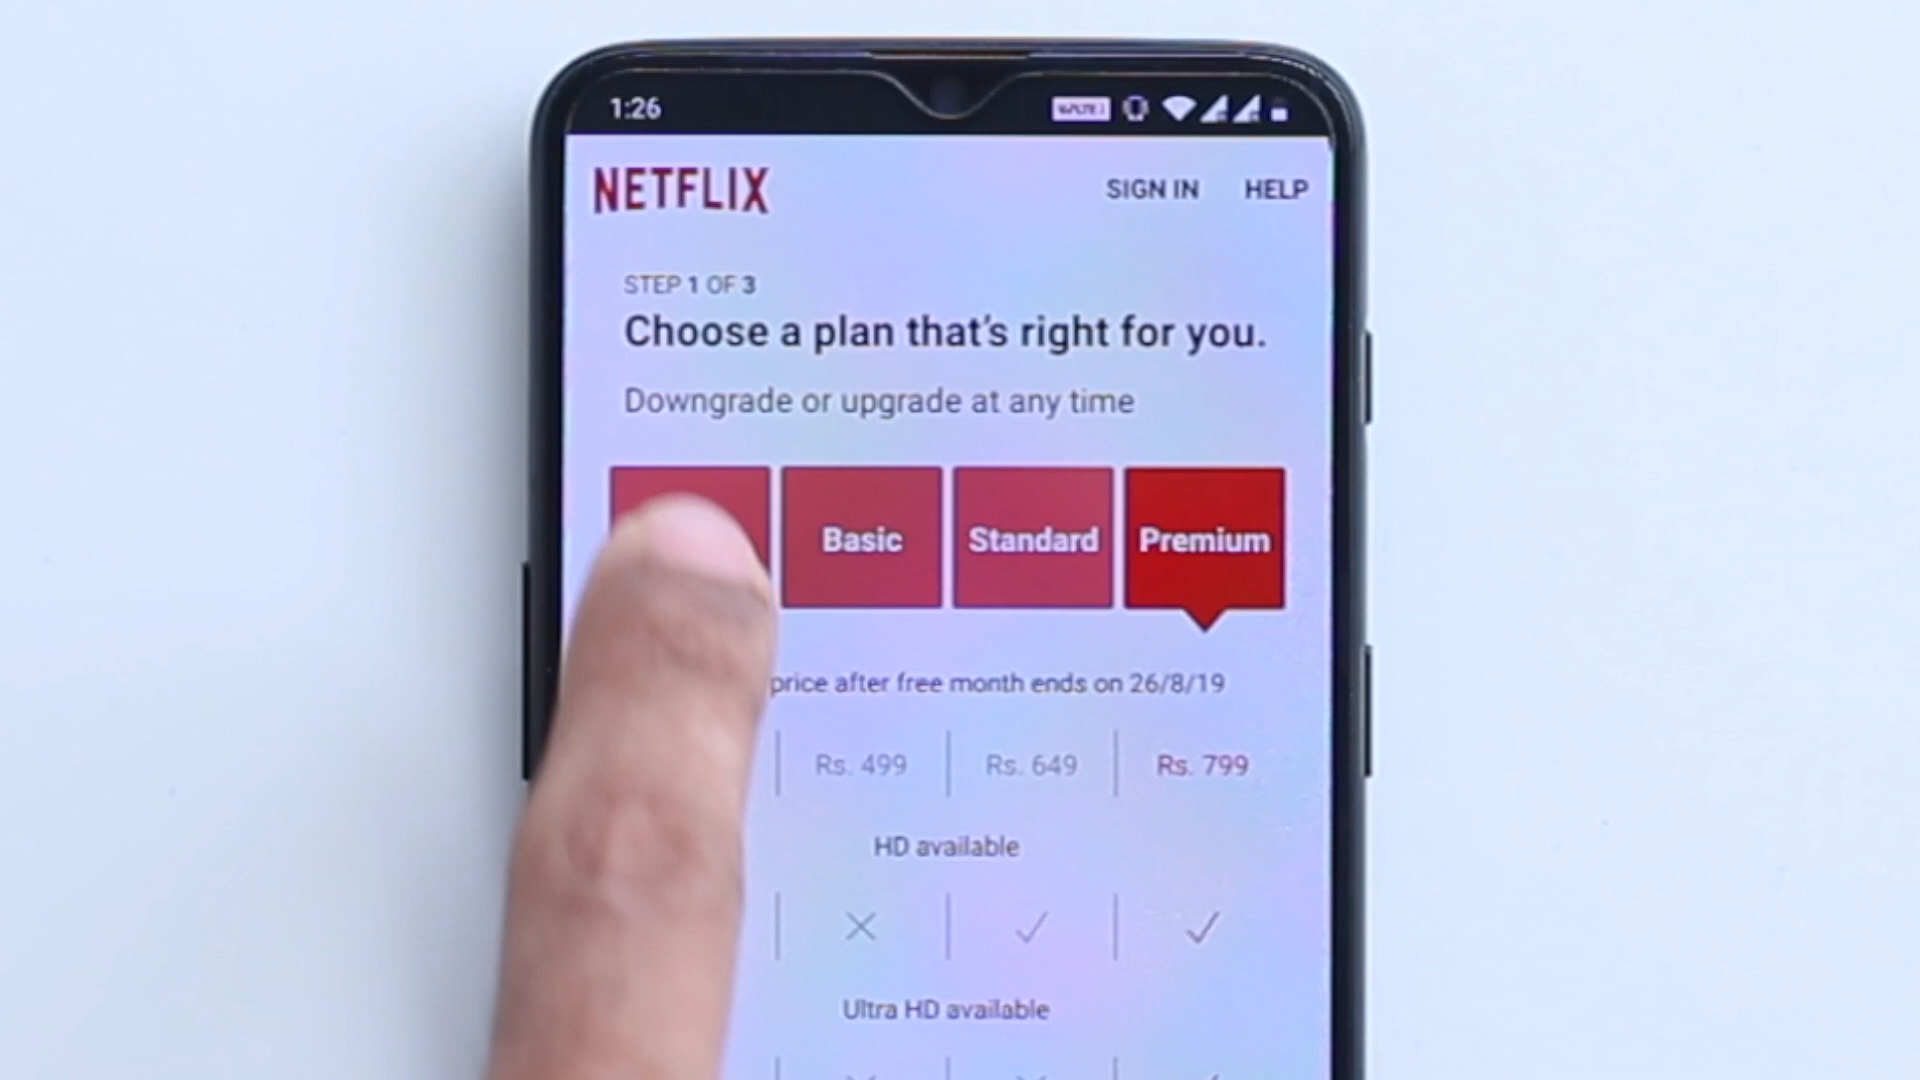 1:26
NETFLIX
SIGN IN HELP
STEP 1 OF 3
Choose a plan that's right for you.
Downgrade or upgrade at any time
Basic Standard Premium
price after free month ends on 26/8/19
Rs. 499 Rs. 649 Rs. 799
HD available
Ultra HD available